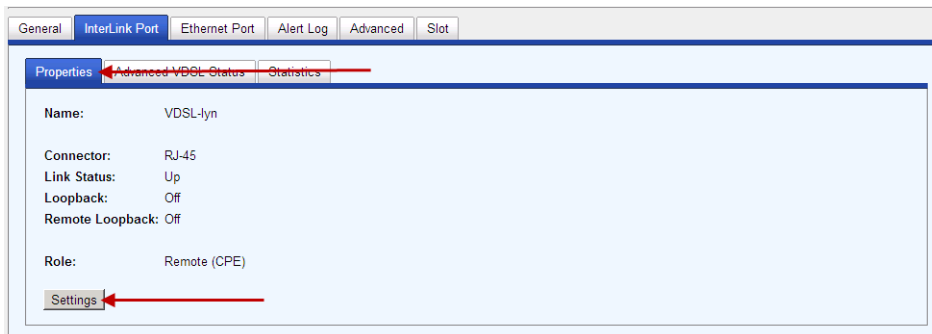 General InterLink Port Ethernet Port Alert Log Advanced Slot
Properties Advanced VDSL Status Statistics
Name: VDSL-lyn
Connector: RJ-45
Link Status: Up
Loopback: Off
Remote Loopback: Off
Role: Remote (CPE)
Settings